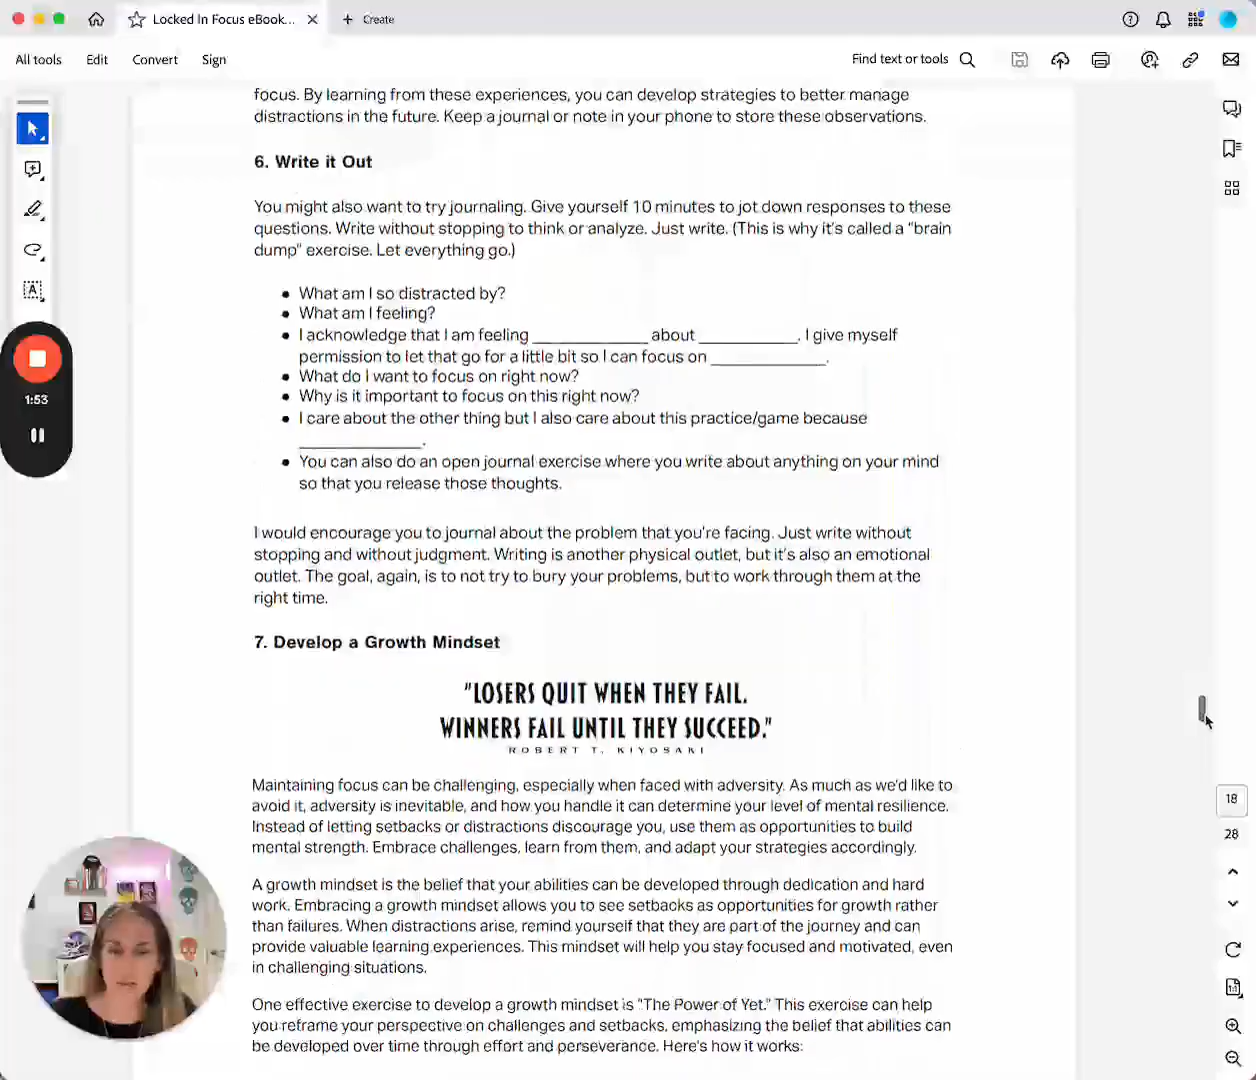 Locked In Focus eBook...
Create
All tools
Edit
Convert
Sign
Find text or tools
focus. By learning from these experiences, you can develop strategies to better manage
distractions in the future. Keep a journal or note in your phone to store these observations.
6. Write it Out
You might also want to try journaling. Give yourself 10 minutes to jot down responses to these
questions. Write without stopping to think or analyze. Just write. (This is why it's called a "brain
dump" exercise. Let everything go.)
What am I so distracted by?
What am I feeling?
I acknowledge that I am feeling ____________ about ___________. I give myself
permission to let that go for a little bit so I can focus on ____________.
What do I want to focus on right now?
Why is it important to focus on this right now?
I care about the other thing but I also care about this practice/game because
_____________.
You can also do an open journal exercise where you write about anything on your mind
so that you release those thoughts.
I would encourage you to journal about the problem that you're facing. Just write without
stopping and without judgment. Writing is another physical outlet, but it's also an emotional
outlet. The goal, again, is to not try to bury your problems, but to work through them at the
right time.
7. Develop a Growth Mindset
"LOSERS QUIT WHEN THEY FAIL.
WINNERS FAIL UNTIL THEY SUCCEED."
ROBERT T. KIYOSAKI
Maintaining focus can be challenging, especially when faced with adversity. As much as we'd like to
avoid it, adversity is inevitable, and how you handle it can determine your level of mental resilience.
Instead of letting setbacks or distractions discourage you, use them as opportunities to build
mental strength. Embrace challenges, learn from them, and adapt your strategies accordingly.
A growth mindset is the belief that your abilities can be developed through dedication and hard
work. Embracing a growth mindset allows you to see setbacks as opportunities for growth rather
than failures. When distractions arise, remind yourself that they are part of the journey and can
provide valuable learning experiences. This mindset will help you stay focused and motivated, even
in challenging situations.
One effective exercise to develop a growth mindset is "The Power of Yet." This exercise can help
you reframe your perspective on challenges and setbacks, emphasizing the belief that abilities can
be developed over time through effort and perseverance. Here's how it works:
1:53
18
28